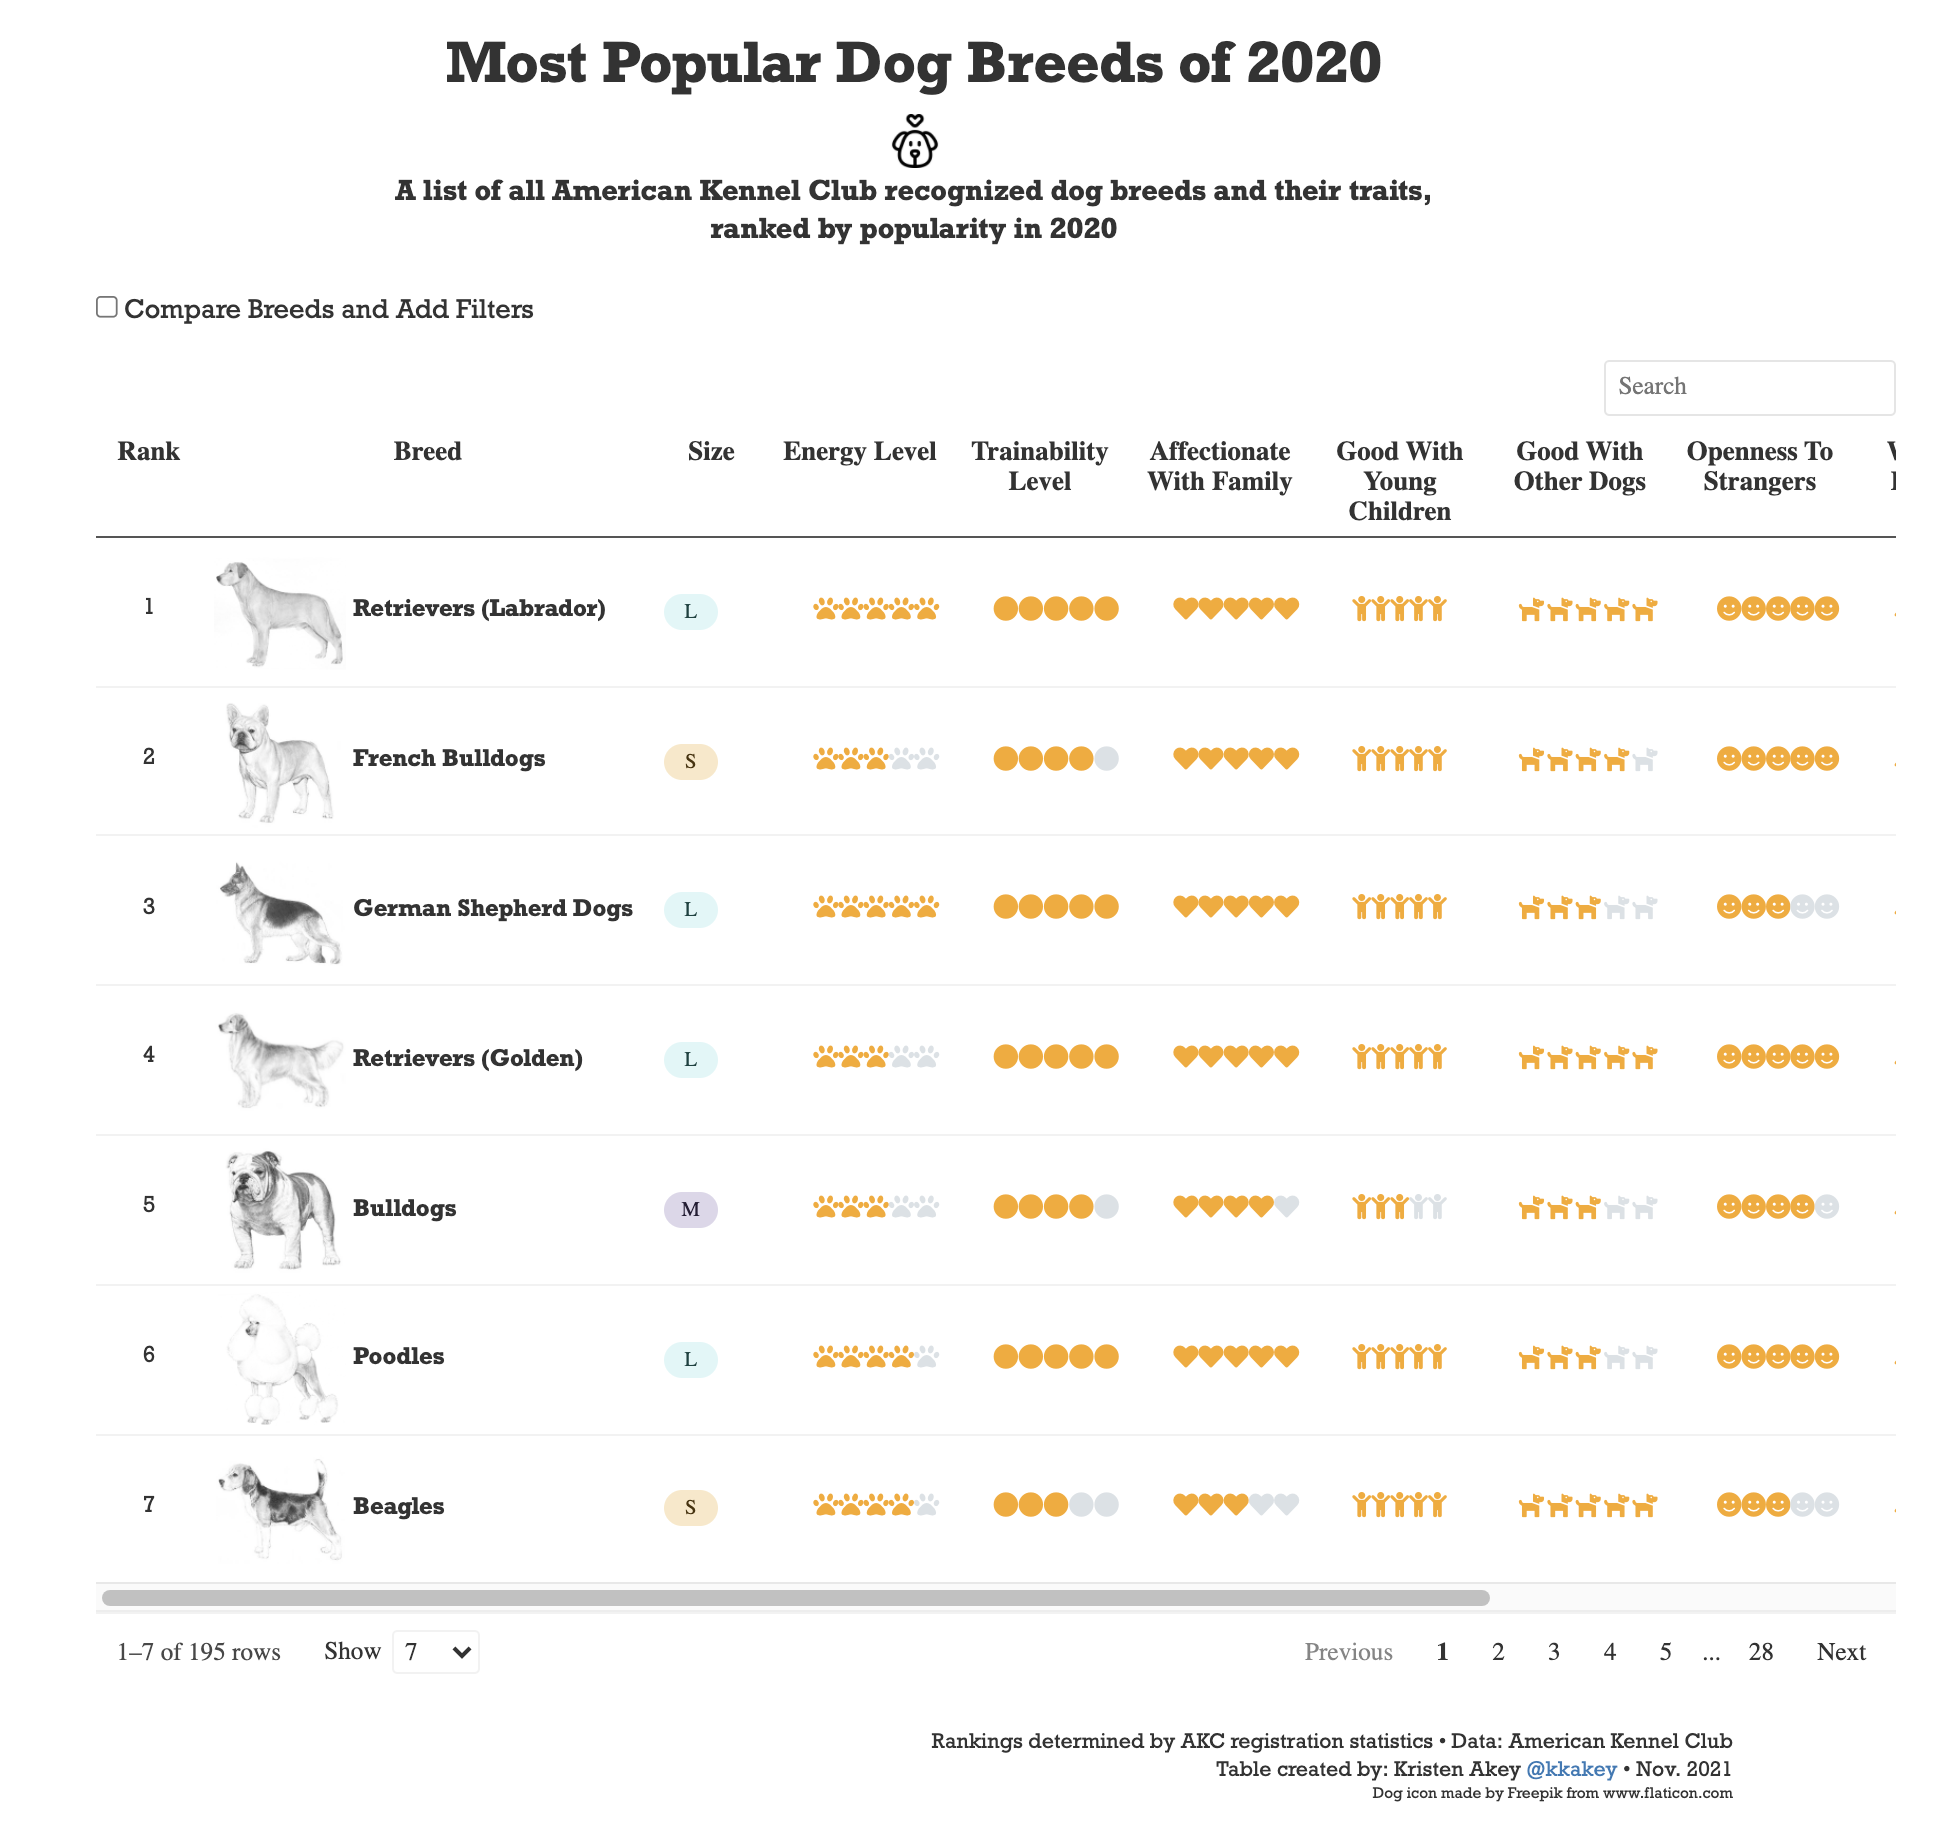 Most Popular Dog Breeds of 2020
A list of all American Kennel Club recognized dog breeds and their traits,
ranked by popularity in 2020
Compare Breeds and Add Filters
Search
Rank Breed Size Energy Level Trainability Level Affectionate With Family Good With Young Children Good With Other Dogs Openness To Strangers
1 Retrievers (Labrador) L
2 French Bulldogs S
3 German Shepherd Dogs L
4 Retrievers (Golden) L
5 Bulldogs M
6 Poodles L
7 Beagles S
1–7 of 195 rows Show 7 Previous 1 2 3 4 5 ... 28 Next
Rankings determined by AKC registration statistics • Data: American Kennel Club
Table created by: Kristen Akey @kkakey • Nov. 2021
Dog icon made by Freepik from www.flaticon.com